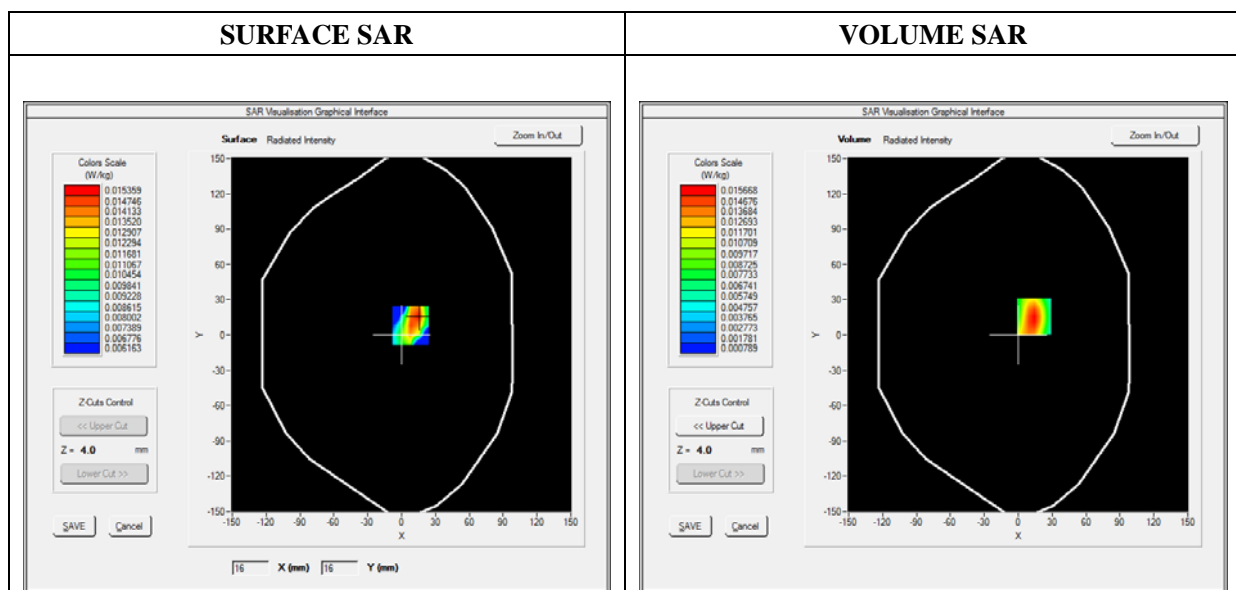 SURFACE SAR
VOLUME SAR
SAR Visualisation Graphical Interface
Surface Radiated Intensity
Zoom In/Out
Colors Scale
(W/kg)
0.015359
0.014746
0.014133
0.013520
0.012907
0.012294
0.011681
0.011067
0.010454
0.009841
0.009228
0.008615
0.008002
0.007389
0.006776
0.006163
Z-Cuts Control
<< Upper Cut
Z = 4.0 mm
Lower Cut >>
SAVE Cancel
150
120
90
60
30
0
-30
-60
-90
-120
-150
Y
-150 -120 -90 -60 -30 0 30 60 90 120 150
X
16 X (mm) 16 Y (mm)
SAR Visualisation Graphical Interface
Volume Radiated Intensity
Zoom In/Out
Colors Scale
(W/kg)
0.015668
0.014676
0.013684
0.012693
0.011701
0.010709
0.009717
0.008725
0.007733
0.006741
0.005749
0.004757
0.003765
0.002773
0.001781
0.000789
Z-Cuts Control
<< Upper Cut
Z = 4.0 mm
Lower Cut >>
SAVE Cancel
150
120
90
60
30
0
-30
-60
-90
-120
-150
Y
-150 -120 -90 -60 -30 0 30 60 90 120 150
X